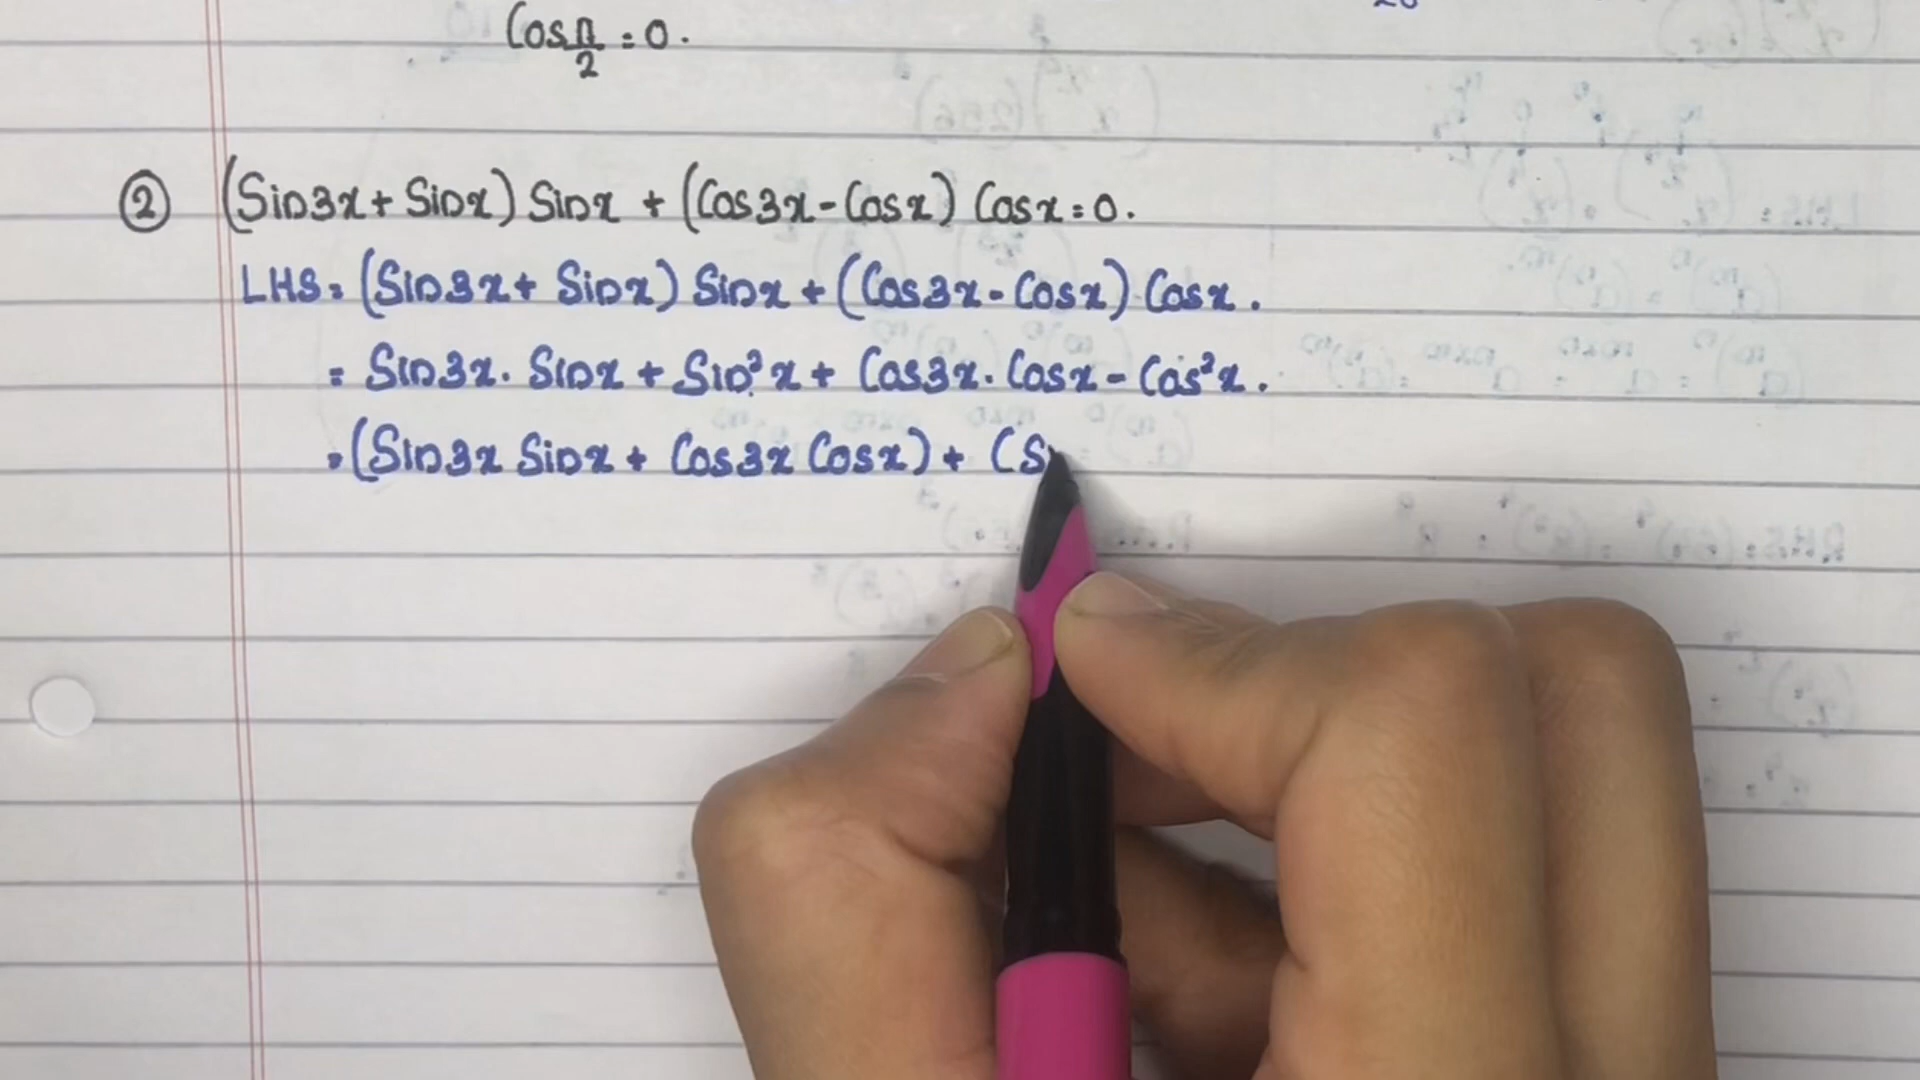 Cos π/2 = 0.
② (Sin3x + Sinx) Sinx + (Cos3x - Cosx) Cosx = 0.
LHS = (Sin3x + Sinx) Sinx + (Cos3x - Cosx) Cosx.
= Sin3x. Sinx + Sin²x + Cos3x. Cosx - Cos²x.
= (Sin3x Sinx + Cos3x Cosx) + (S